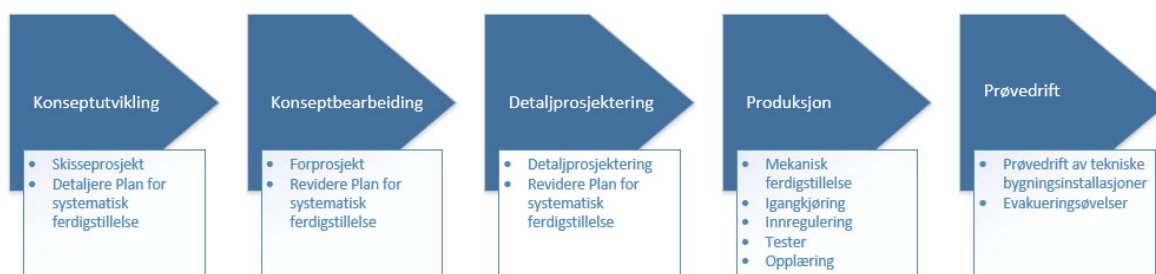 Konseptutvikling
• Skisseprosjekt
• Detaljere Plan for
systematisk
ferdigstillelse
Konseptbearbeiding
• Forprosjekt
• Revidere Plan for
systematisk
ferdigstillelse
Detaljprosjektering
• Detaljprosjektering
• Revidere Plan for
systematisk
ferdigstillelse
Produksjon
• Mekanisk
ferdigstillelse
• Igangkjøring
• Innregulering
• Tester
• Opplæring
Prøvedrift
• Prøvedrift av tekniske
bygningsinstallasjoner
• Evakueringsøvelser